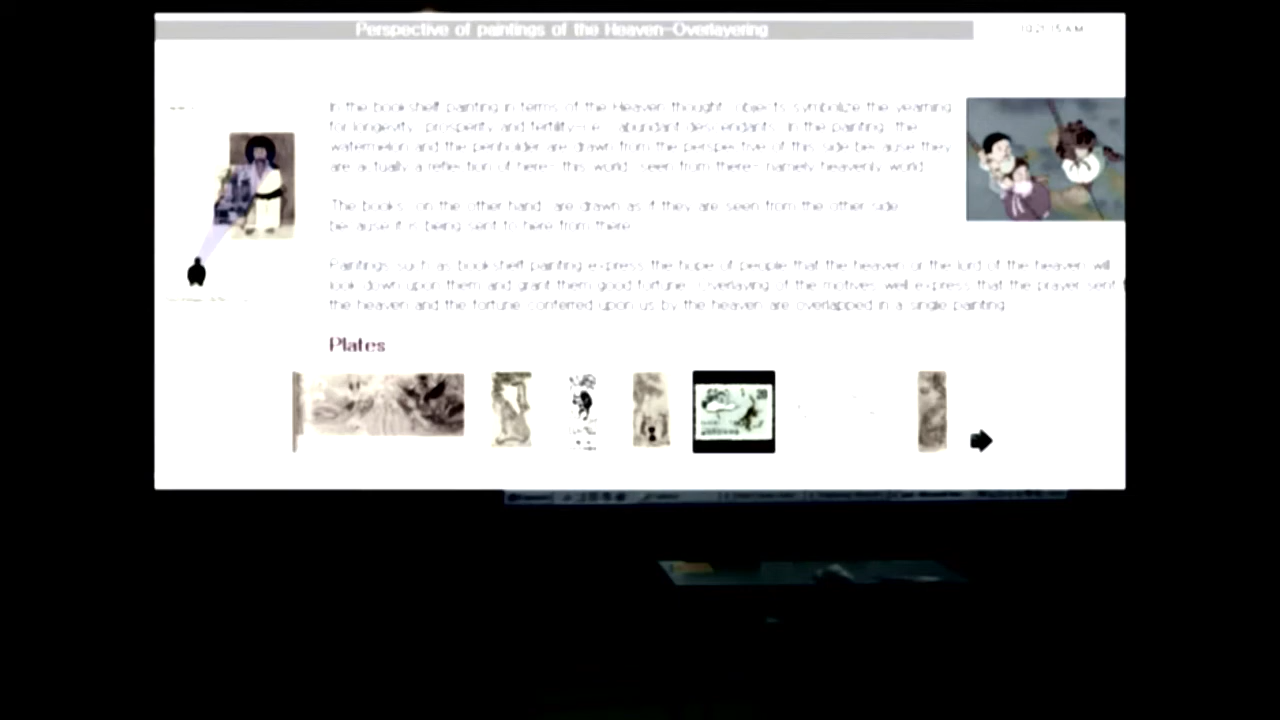 Perspective of paintings of the Heaven-Overlayering
In the bookshelf painting in terms of the Heaven thought, objects symbolize the yearning
for longevity, prosperity and fertility-i.e., abundant descendants. In the painting, the
watermelon and the penholder are drawn from the perspective of this side because they
are actually a reflection of here- this world, seen from there- namely heavenly world.
The books, on the other hand, are drawn as if they are seen from the other side
because it is being sent to here from there.
Paintings such as bookshelf painting express the hope of people that the heaven or the lord of the heaven will
look down upon them and grant them good fortune. Overlaying of the motives well express that the prayer sent
the heaven and the fortune conferred upon us by the heaven are overlapped in a single painting.
Plates